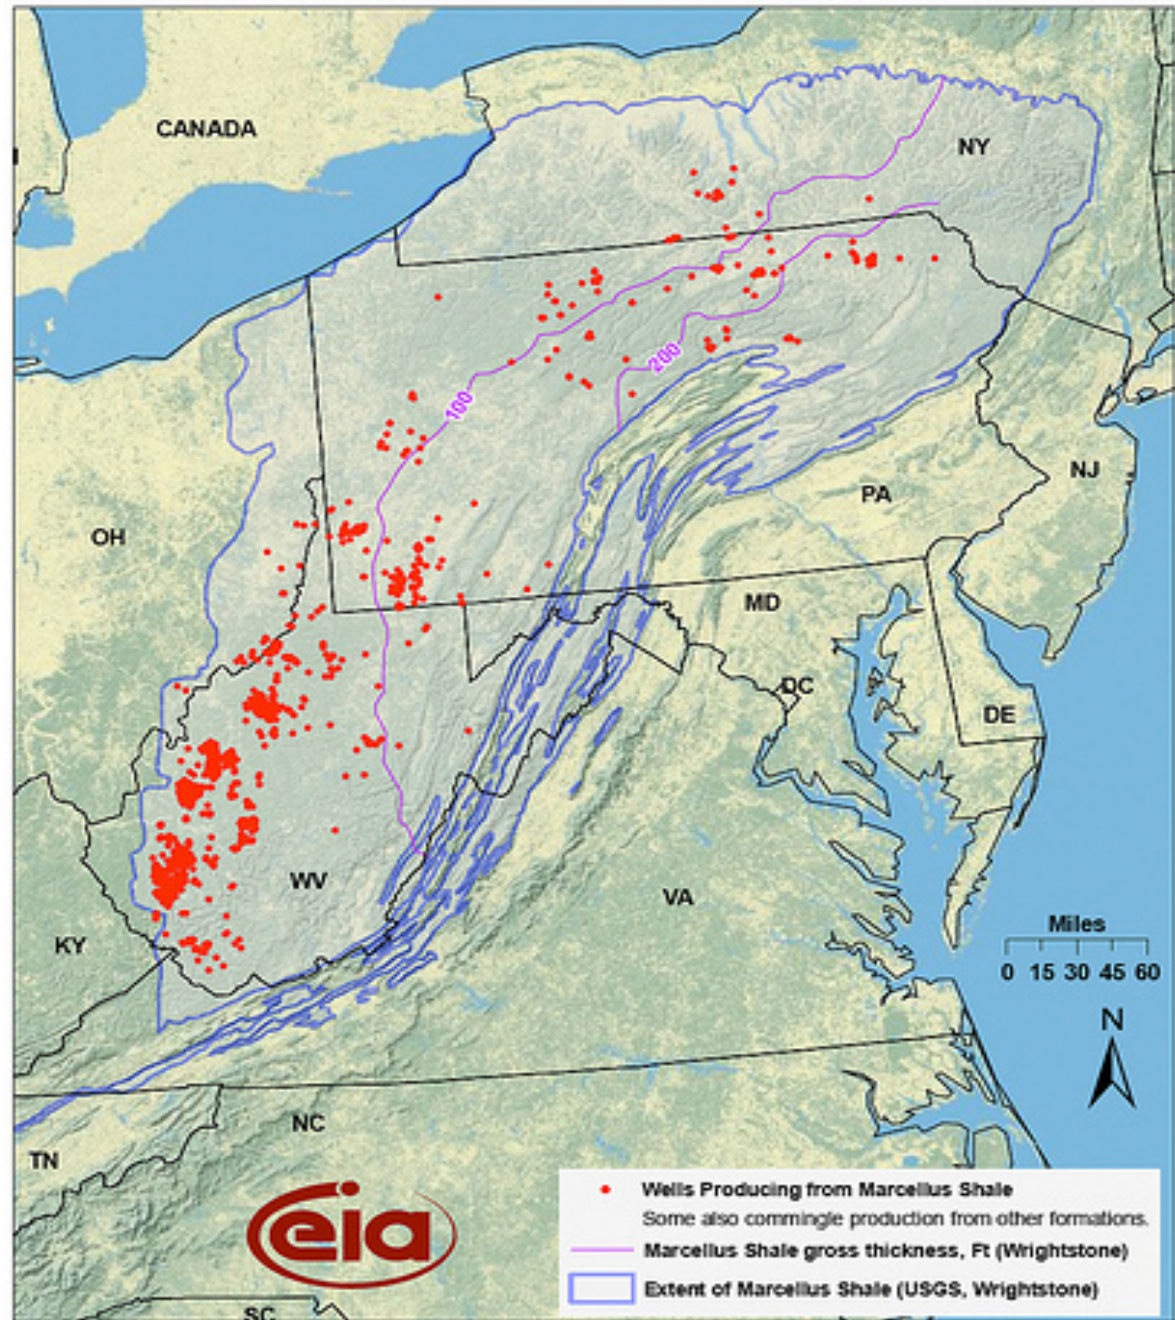 CANADA
NY
100
200
NJ
PA
OH
MD
DC
DE
WV
VA
KY
Miles
0 15 30 45 60
N
NC
TN
eia
SC
Wells Producing from Marcellus Shale
Some also commingle production from other formations.
Marcellus Shale gross thickness, Ft (Wrightstone)
Extent of Marcellus Shale (USGS, Wrightstone)